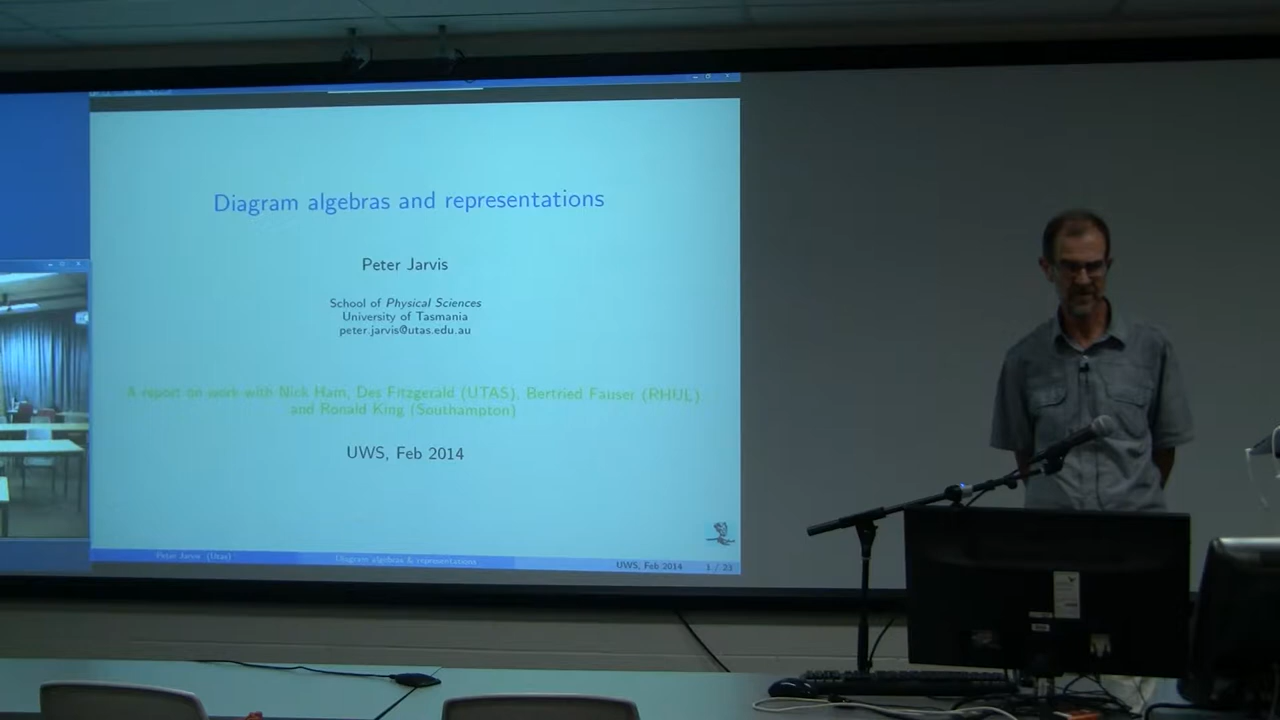 Diagram algebras and representations
Peter Jarvis
School of Physical Sciences
University of Tasmania
peter.jarvis@utas.edu.au
A report on work with Nick Ham, Des Fitzgerald (UTAS), Bertfried Fauser (RHUL)
and Ronald King (Southampton)
UWS, Feb 2014
Peter Jarvis (Utas) Diagram algebras & representations UWS, Feb 2014 1 / 23